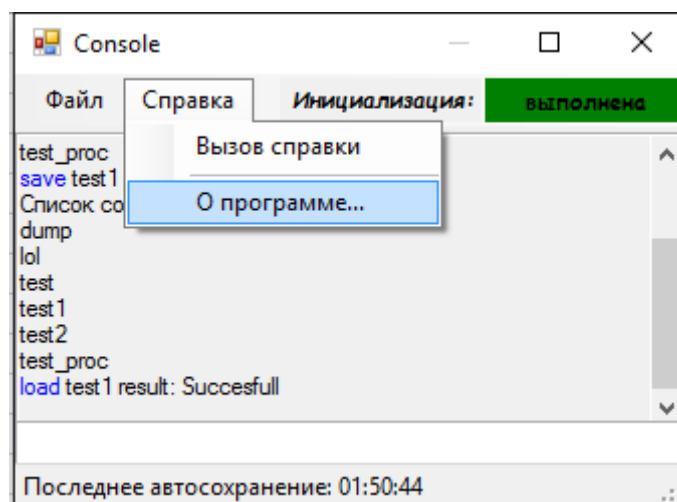 Console
Файл Справка Инициализация: выполнена
Вызов справки
О программе...
test_proc
save test1
Список со
dump
lol
test
test1
test2
test_proc
load test1 result: Succesfull
Последнее автосохранение: 01:50:44